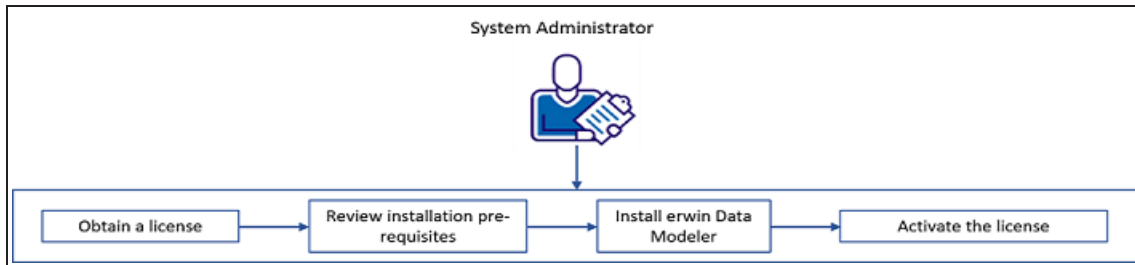 System Administrator
Obtain a license
Review installation pre-
requisites
Install erwin Data
Modeler
Activate the license